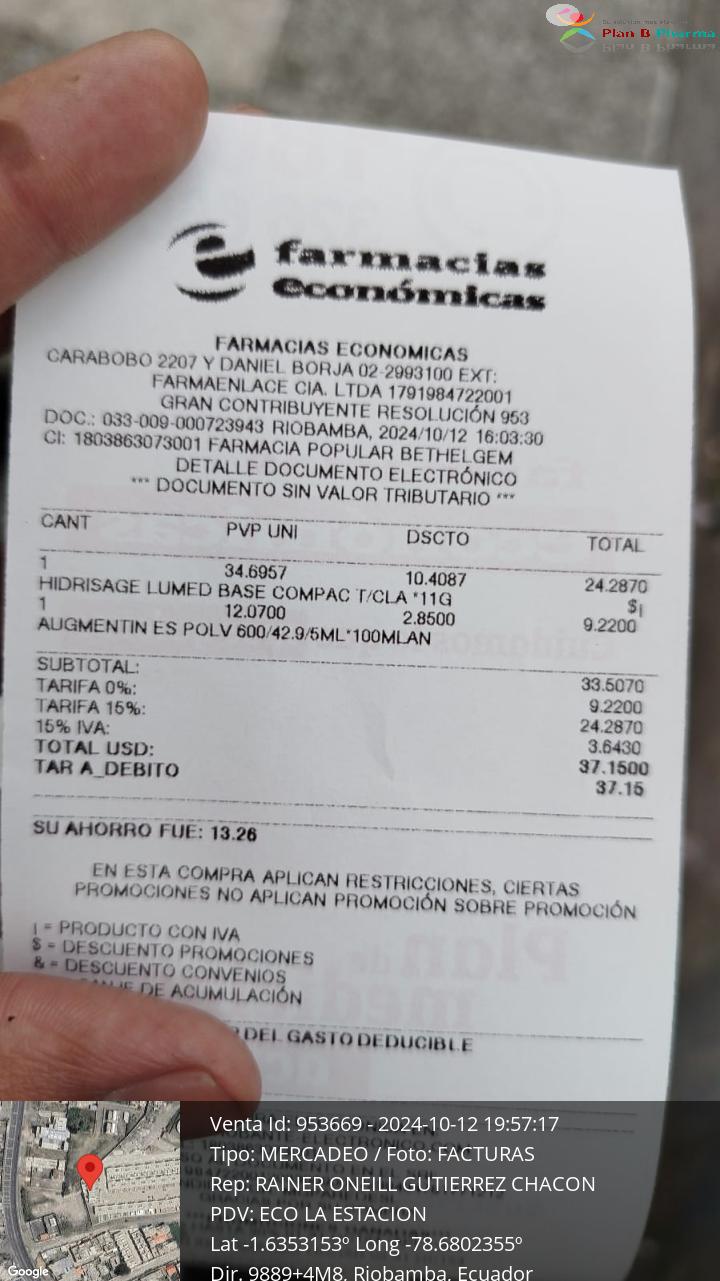 Plan B Pharma
farmacias
económicas
FARMACIAS ECONOMICAS
CARABOBO 2207 Y DANIEL BORJA 02-2993100 EXT:
FARMAENLACE CIA. LTDA 1791984722001
GRAN CONTRIBUYENTE RESOLUCIÓN 953
DOC.: 033-009-000723943 RIOBAMBA, 2024/10/12 16:03:30
CI: 1803863073001 FARMACIA POPULAR BETHELGEM
DETALLE DOCUMENTO ELECTRÓNICO
*** DOCUMENTO SIN VALOR TRIBUTARIO ***
CANT PVP UNI DSCTO TOTAL
1 34.6957 10.4087 24.2870
HIDRISAGE LUMED BASE COMPAC T/CLA *11G $¡
1 12.0700 2.8500 9.2200
AUGMENTIN ES POLV 600/42.9/5ML*100MLAN
SUBTOTAL: 33.5070
TARIFA 0%: 9.2200
TARIFA 15%: 24.2870
15% IVA: 3.6430
TOTAL USD: 37.1500
TAR A_DEBITO 37.15
SU AHORRO FUE: 13.26
EN ESTA COMPRA APLICAN RESTRICCIONES, CIERTAS
PROMOCIONES NO APLICAN PROMOCIÓN SOBRE PROMOCIÓN
¡ = PRODUCTO CON IVA
$ = DESCUENTO PROMOCIONES
& = DESCUENTO CONVENIOS
DE ACUMULACIÓN
DEL GASTO DEDUCIBLE
Venta Id: 953669 - 2024-10-12 19:57:17
Tipo: MERCADEO / Foto: FACTURAS
Rep: RAINER ONEILL GUTIERREZ CHACON
PDV: ECO LA ESTACION
Lat -1.6353153º Long -78.6802355º
Dir. 9889+4M8, Riobamba, Ecuador
Google